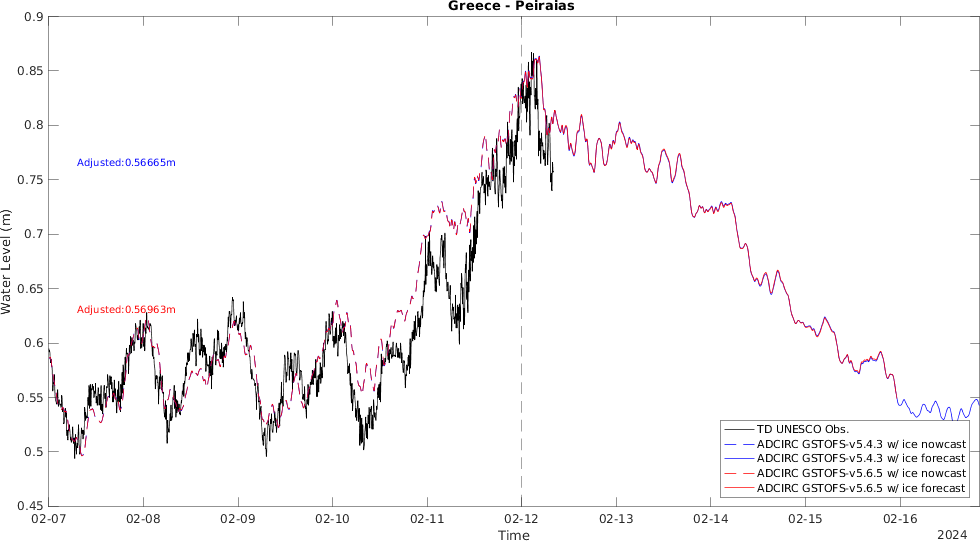 Greece - Peiraias
0.9
0.85
0.8
0.75
0.7
0.65
0.6
0.55
0.5
0.45
Water Level (m)
Adjusted:0.56665m
Adjusted:0.56963m
TD UNESCO Obs.
ADCIRC GSTOFS-v5.4.3 w/ ice nowcast
ADCIRC GSTOFS-v5.4.3 w/ ice forecast
ADCIRC GSTOFS-v5.6.5 w/ ice nowcast
ADCIRC GSTOFS-v5.6.5 w/ ice forecast
02-07 02-08 02-09 02-10 02-11 02-12 02-13 02-14 02-15 02-16
Time
2024